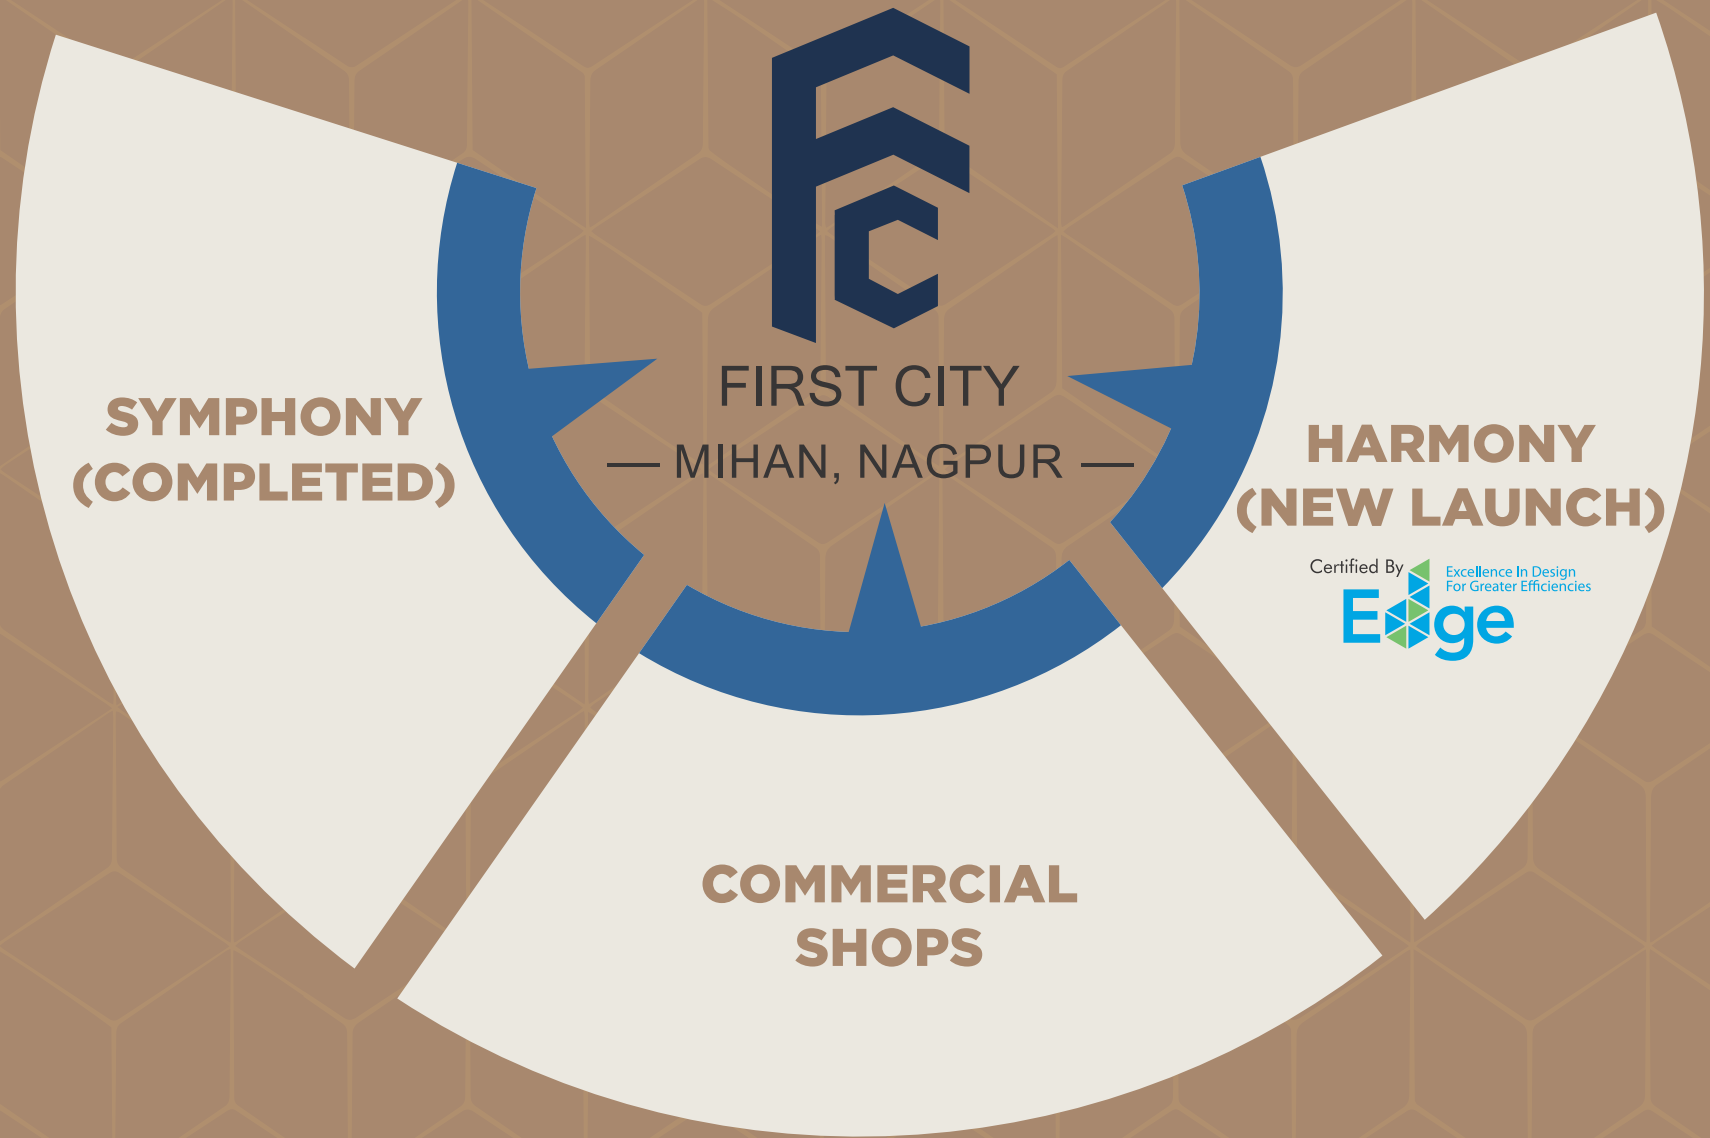 FIRST CITY
— MIHAN, NAGPUR —
SYMPHONY
(COMPLETED)
COMMERCIAL
SHOPS
HARMONY
(NEW LAUNCH)
Certified By
Edge
Excellence In Design
For Greater Efficiencies